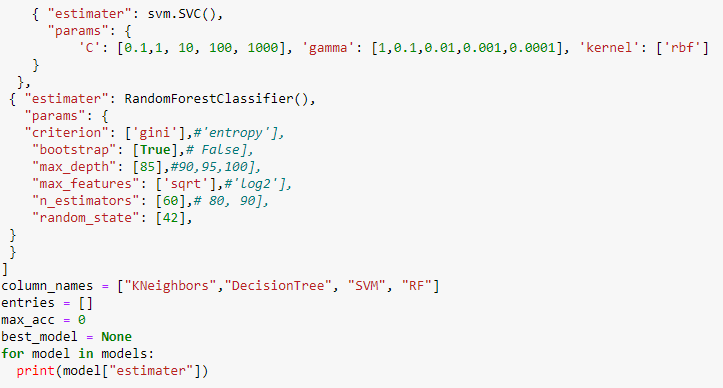 { "estimater": svm.SVC(),
"params": {
'C': [0.1,1, 10, 100, 1000], 'gamma': [1,0.1,0.01,0.001,0.0001], 'kernel': ['rbf']
}
},
{ "estimater": RandomForestClassifier(),
"params": {
"criterion": ['gini'],#'entropy'],
"bootstrap": [True],# False],
"max_depth": [85],#90,95,100],
"max_features": ['sqrt'],#'log2'],
"n_estimators": [60],# 80, 90],
"random_state": [42],
}
}
]
column_names = ["KNeighbors","DecisionTree", "SVM", "RF"]
entries = []
max_acc = 0
best_model = None
for model in models:
print(model["estimater"])